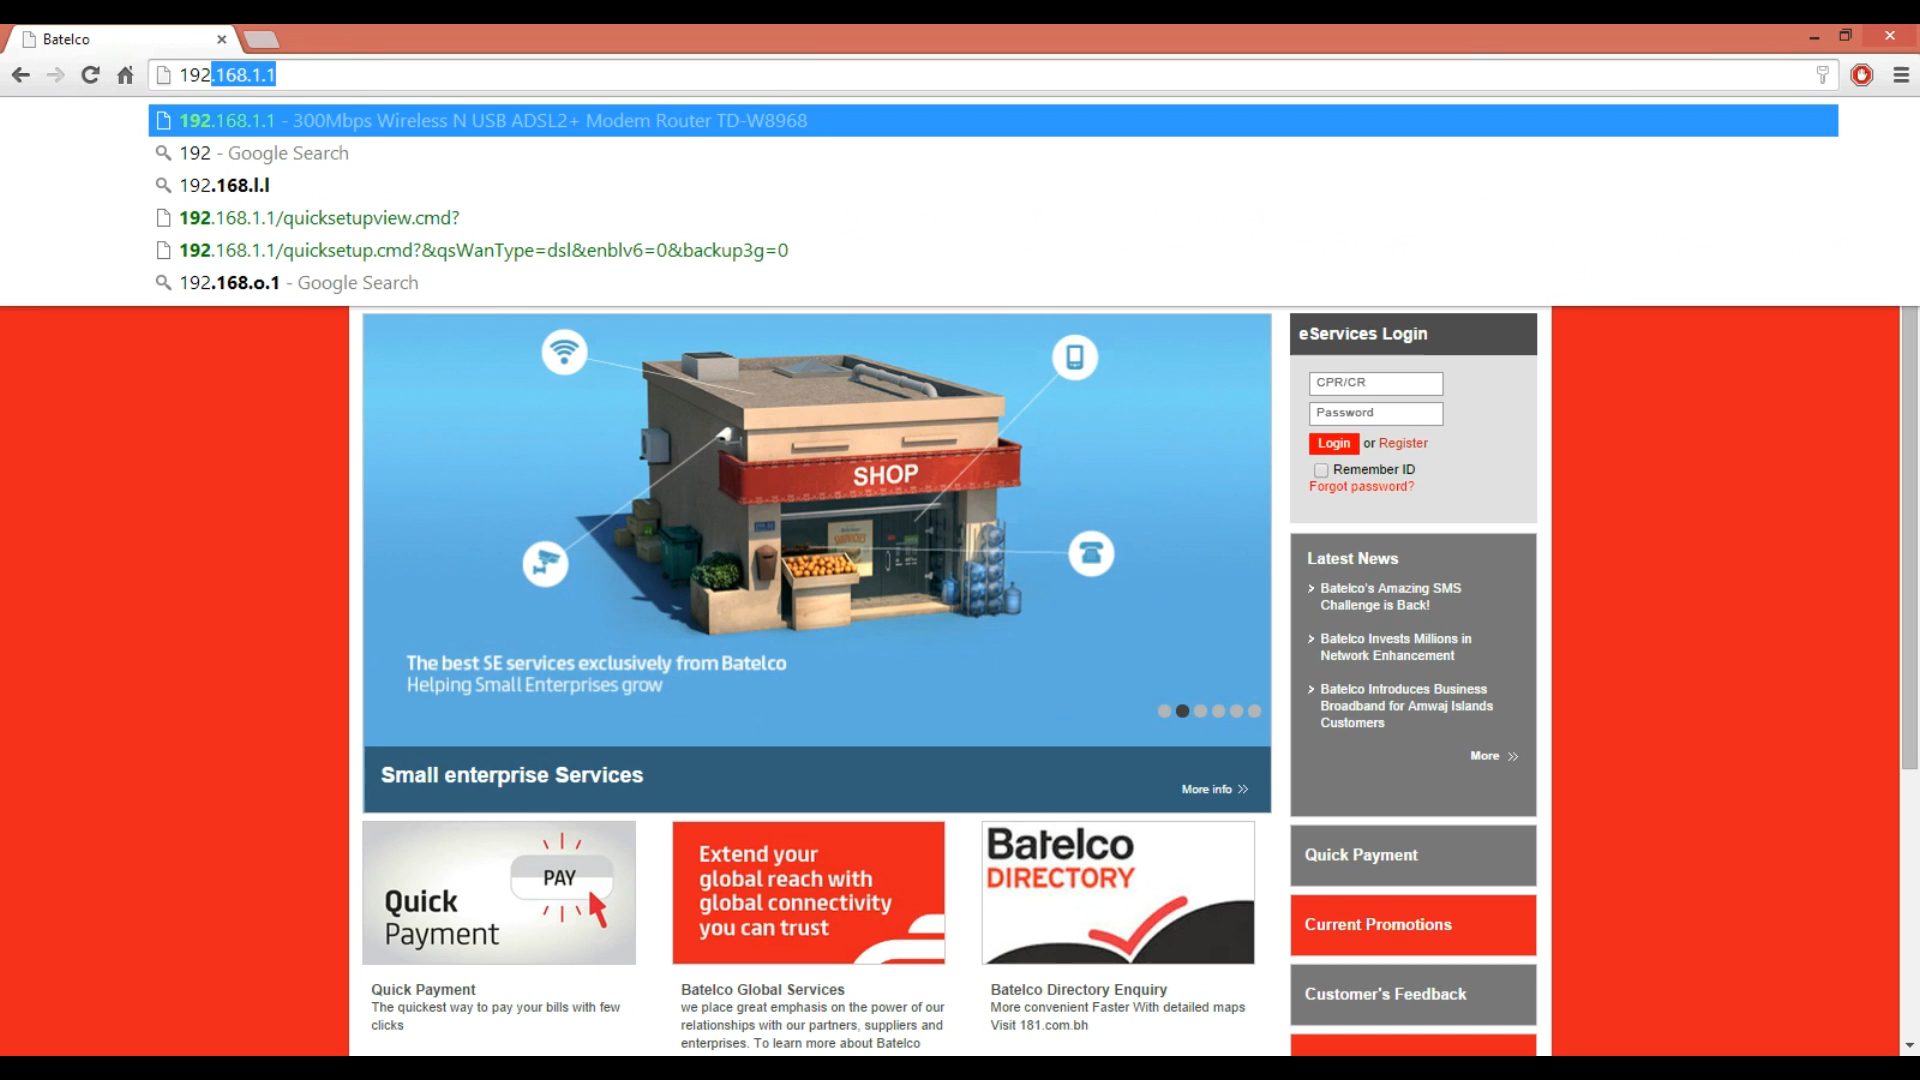 Batelco
192.168.1.1
192.168.1.1 - 300Mbps Wireless N USB ADSL2+ Modem Router TD-W8968
192 - Google Search
192.168.l.l
192.168.1.1/quicksetupview.cmd?
192.168.1.1/quicksetup.cmd?&qsWanType=dsl&enblv6=0&backup3g=0
192.168.o.1 - Google Search
SHOP
The best SE services exclusively from Batelco
Helping Small Enterprises grow
Small enterprise Services
More info
eServices Login
CPR/CR
Password
Login or Register
Remember ID
Forgot password?
Latest News
Batelco's Amazing SMS
Challenge is Back!
Batelco Invests Millions in
Network Enhancement
Batelco Introduces Business
Broadband for Amwaj Islands
Customers
More
Quick Payment
Current Promotions
Customer's Feedback
PAY
Quick
Payment
Extend your
global reach with
global connectivity
you can trust
Batelco
DIRECTORY
Quick Payment
The quickest way to pay your bills with few
clicks
Batelco Global Services
we place great emphasis on the power of our
relationships with our partners, suppliers and
enterprises. To learn more about Batelco
Batelco Directory Enquiry
More convenient Faster With detailed maps
Visit 181.com.bh